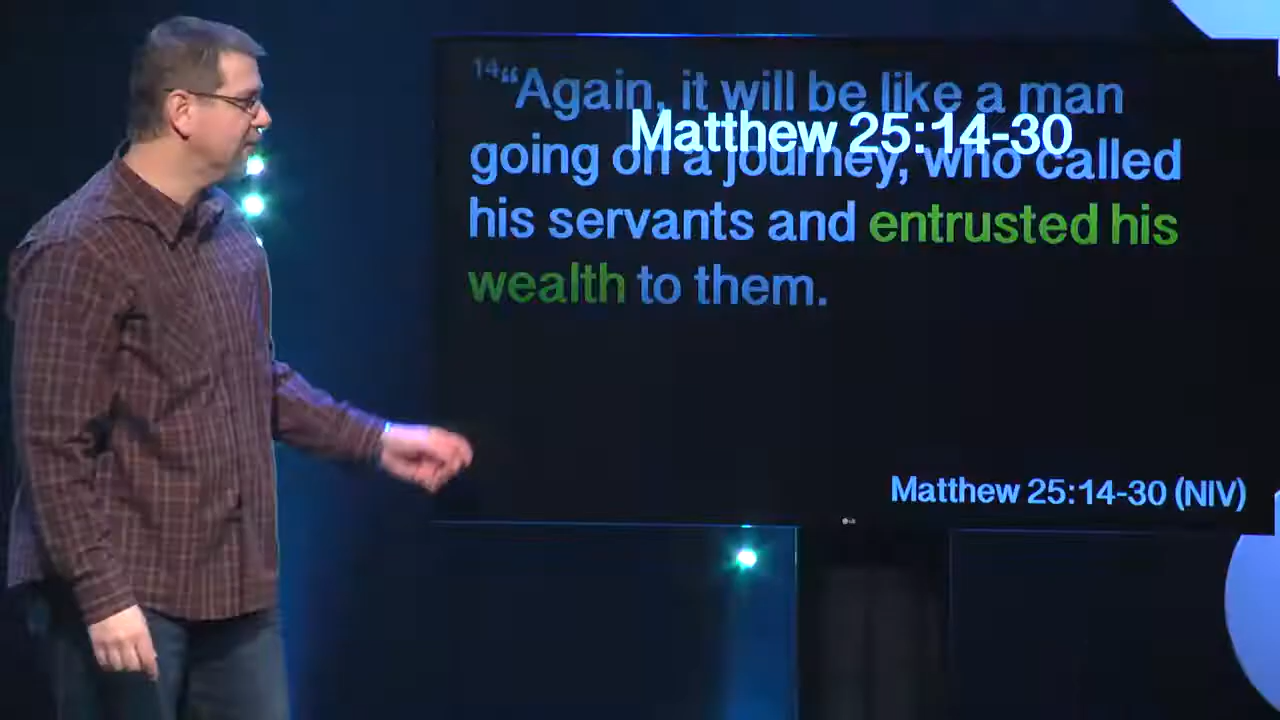 14“Again, it will be like a man
Matthew 25:14-30
going on a journey, who called
his servants and entrusted his
wealth to them.
Matthew 25:14-30 (NIV)
LG